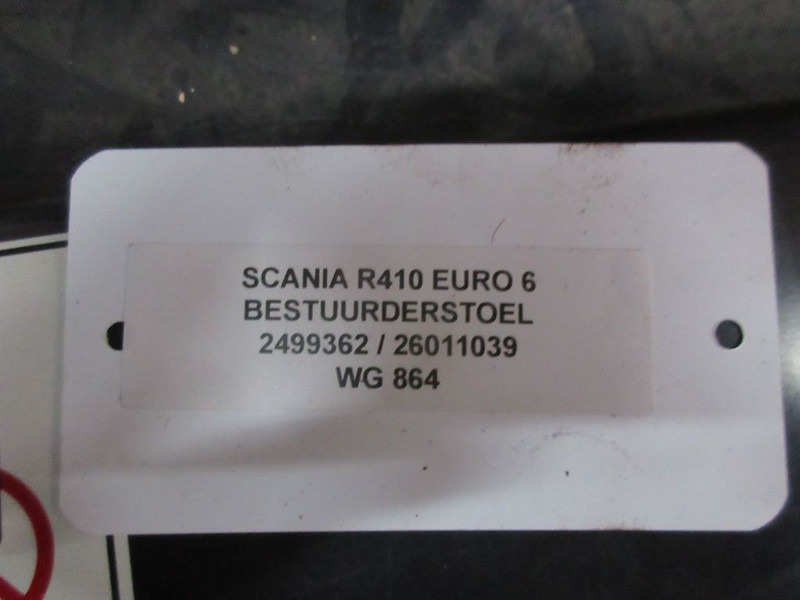 SCANIA R410 EURO 6
BESTUURDERSTOEL
2499362 / 26011039
WG 864